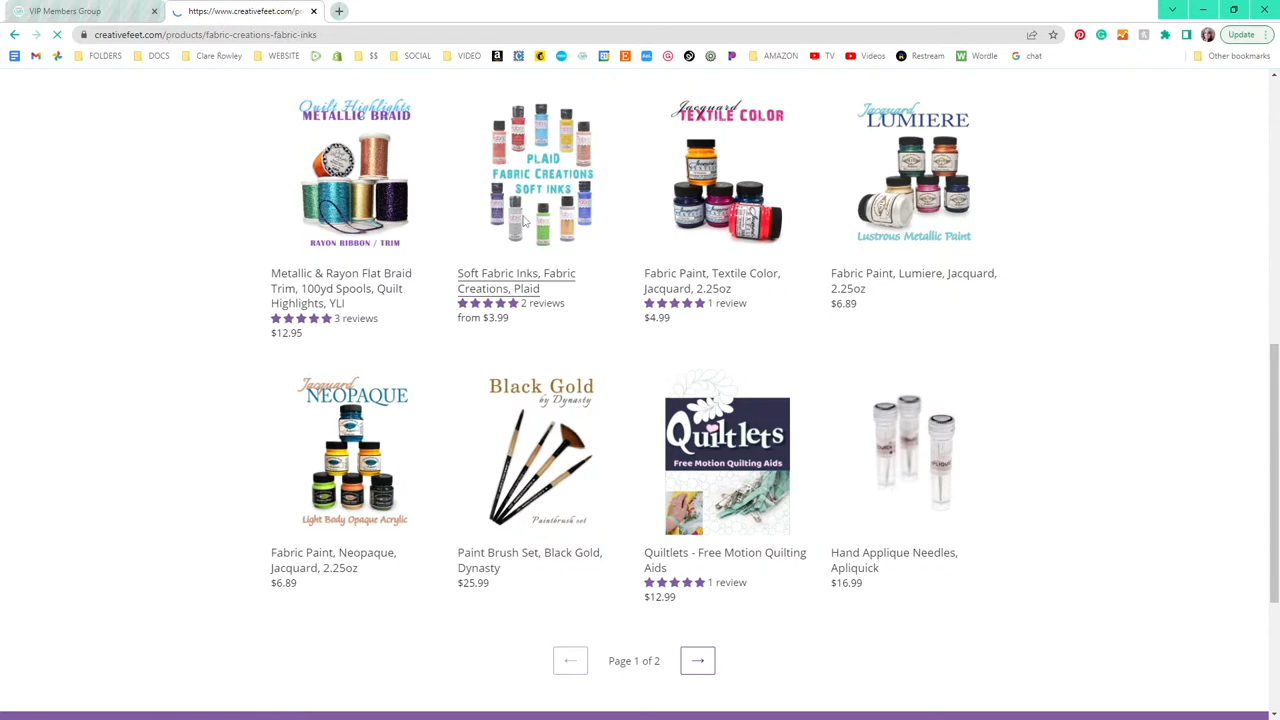 VIP Members Group
https://www.creativefeet.com/pro
creativefeet.com/products/fabric-creations-fabric-inks
Update
FOLDERS DOCS Clare Rowley WEBSITE $$ SOCIAL VIDEO AMAZON TV Videos Restream Wordle chat Other bookmarks
Quilt Highlights
METALLIC BRAID
RAYON RIBBON / TRIM
PLAID
FABRIC CREATIONS
SOFT INKS
Jacquard
TEXTILE COLOR
Jacquard
LUMIERE
Lustrous Metallic Paint
Metallic & Rayon Flat Braid
Trim, 100yd Spools, Quilt
Highlights, YLI
3 reviews
$12.95
Soft Fabric Inks, Fabric
Creations, Plaid
2 reviews
from $3.99
Fabric Paint, Textile Color,
Jacquard, 2.25oz
1 review
$4.99
Fabric Paint, Lumiere, Jacquard,
2.25oz
$6.89
Jacquard
NEOPAQUE
Light Body Opaque Acrylic
Black Gold
by Dynasty
Paintbrush set
Quiltlets
Free Motion Quilting Aids
Fabric Paint, Neopaque,
Jacquard, 2.25oz
$6.89
Paint Brush Set, Black Gold,
Dynasty
$25.99
Quiltlets - Free Motion Quilting
Aids
1 review
$12.99
Hand Applique Needles,
Apliquick
$16.99
Page 1 of 2